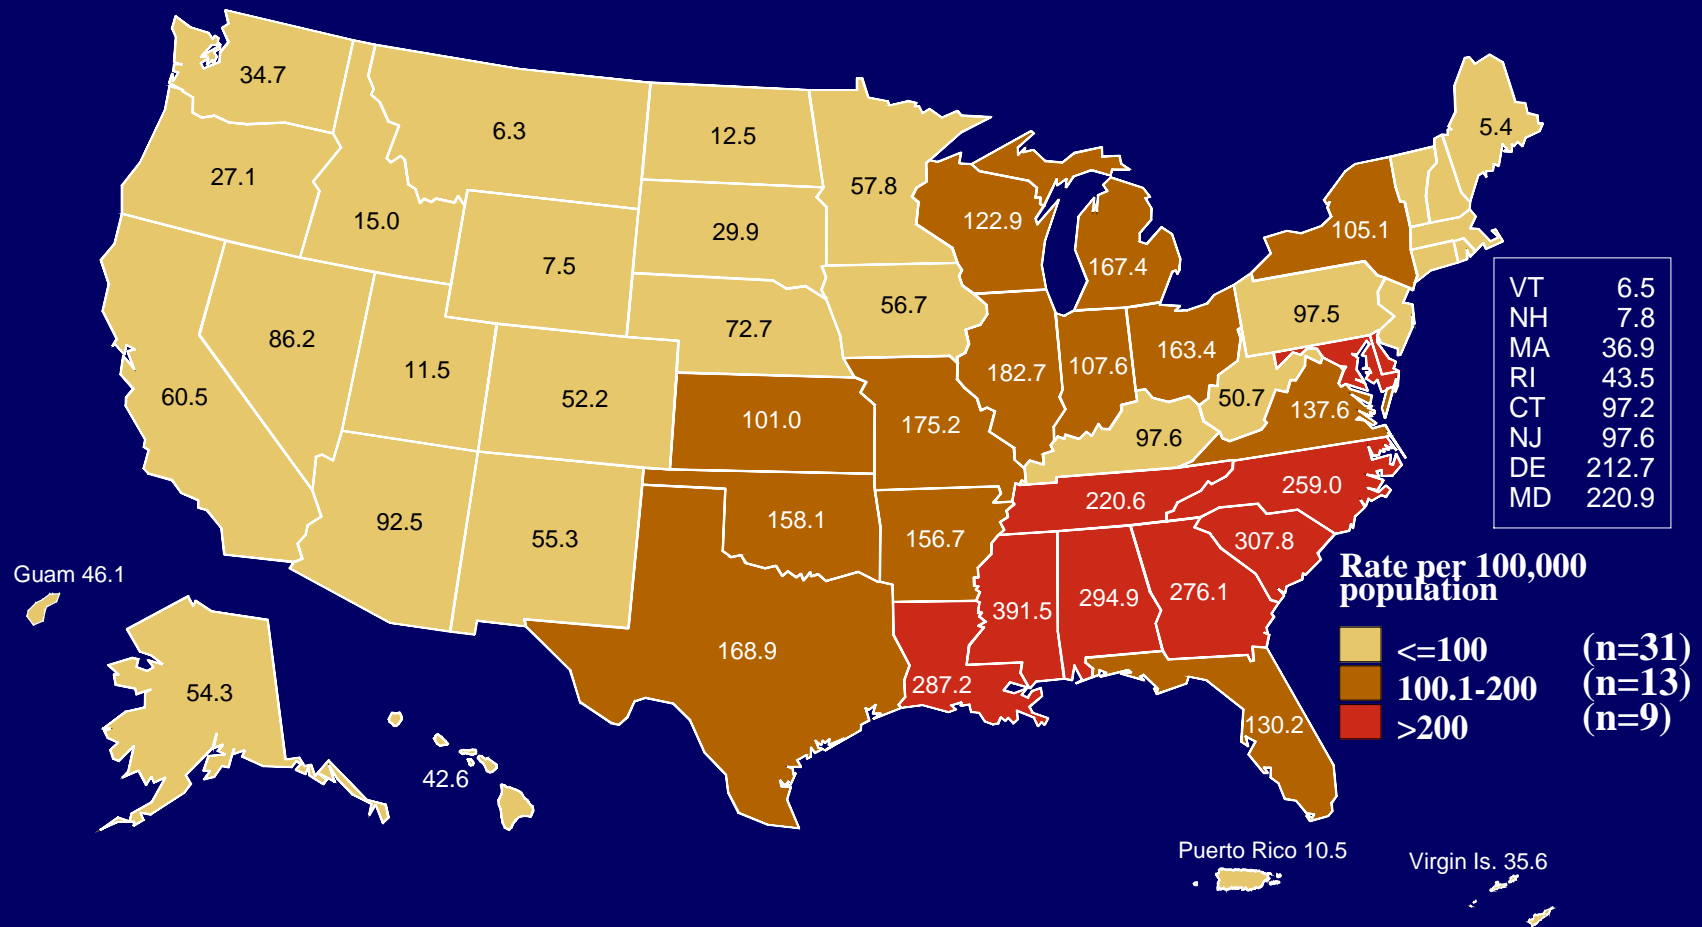 34.7
6.3
12.5
5.4
27.1
57.8
15.0
29.9
122.9
105.1
7.5
167.4
VT 6.5
NH 7.8
MA 36.9
RI 43.5
CT 97.2
NJ 97.6
DE 212.7
MD 220.9
56.7
97.5
86.2
72.7
163.4
11.5
182.7
107.6
60.5
52.2
50.7
137.6
101.0
175.2
97.6
92.5
158.1
220.6
259.0
55.3
156.7
307.8
Guam 46.1
391.5
294.9
276.1
Rate per 100,000
population
<=100 (n=31)
100.1-200 (n=13)
>200 (n=9)
168.9
54.3
287.2
130.2
42.6
Puerto Rico 10.5
Virgin Is. 35.6